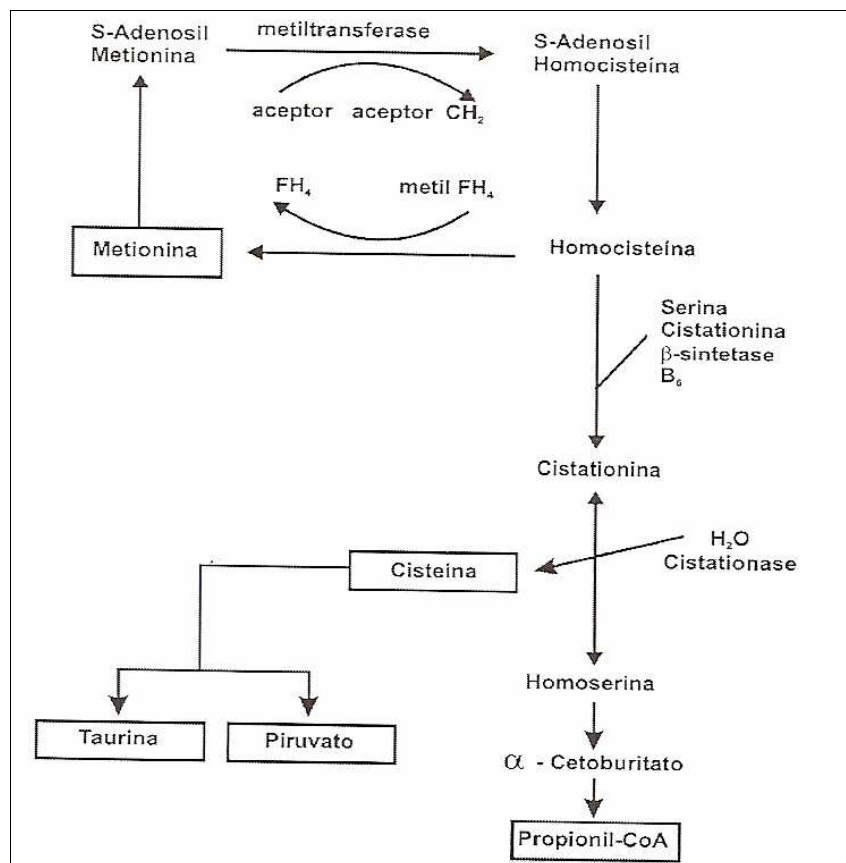 S-Adenosil
Metionina
metiltransferase
S-Adenosil
Homocisteína
aceptor aceptor CH₂
FH₄
metil FH₄
Metionina
Homocisteína
Serina
Cistationina
β-sintetase
B₆
Cistationina
H₂O
Cistationase
Cisteina
Homoserina
Taurina
Piruvato
α - Cetoburitato
Propionil-CoA